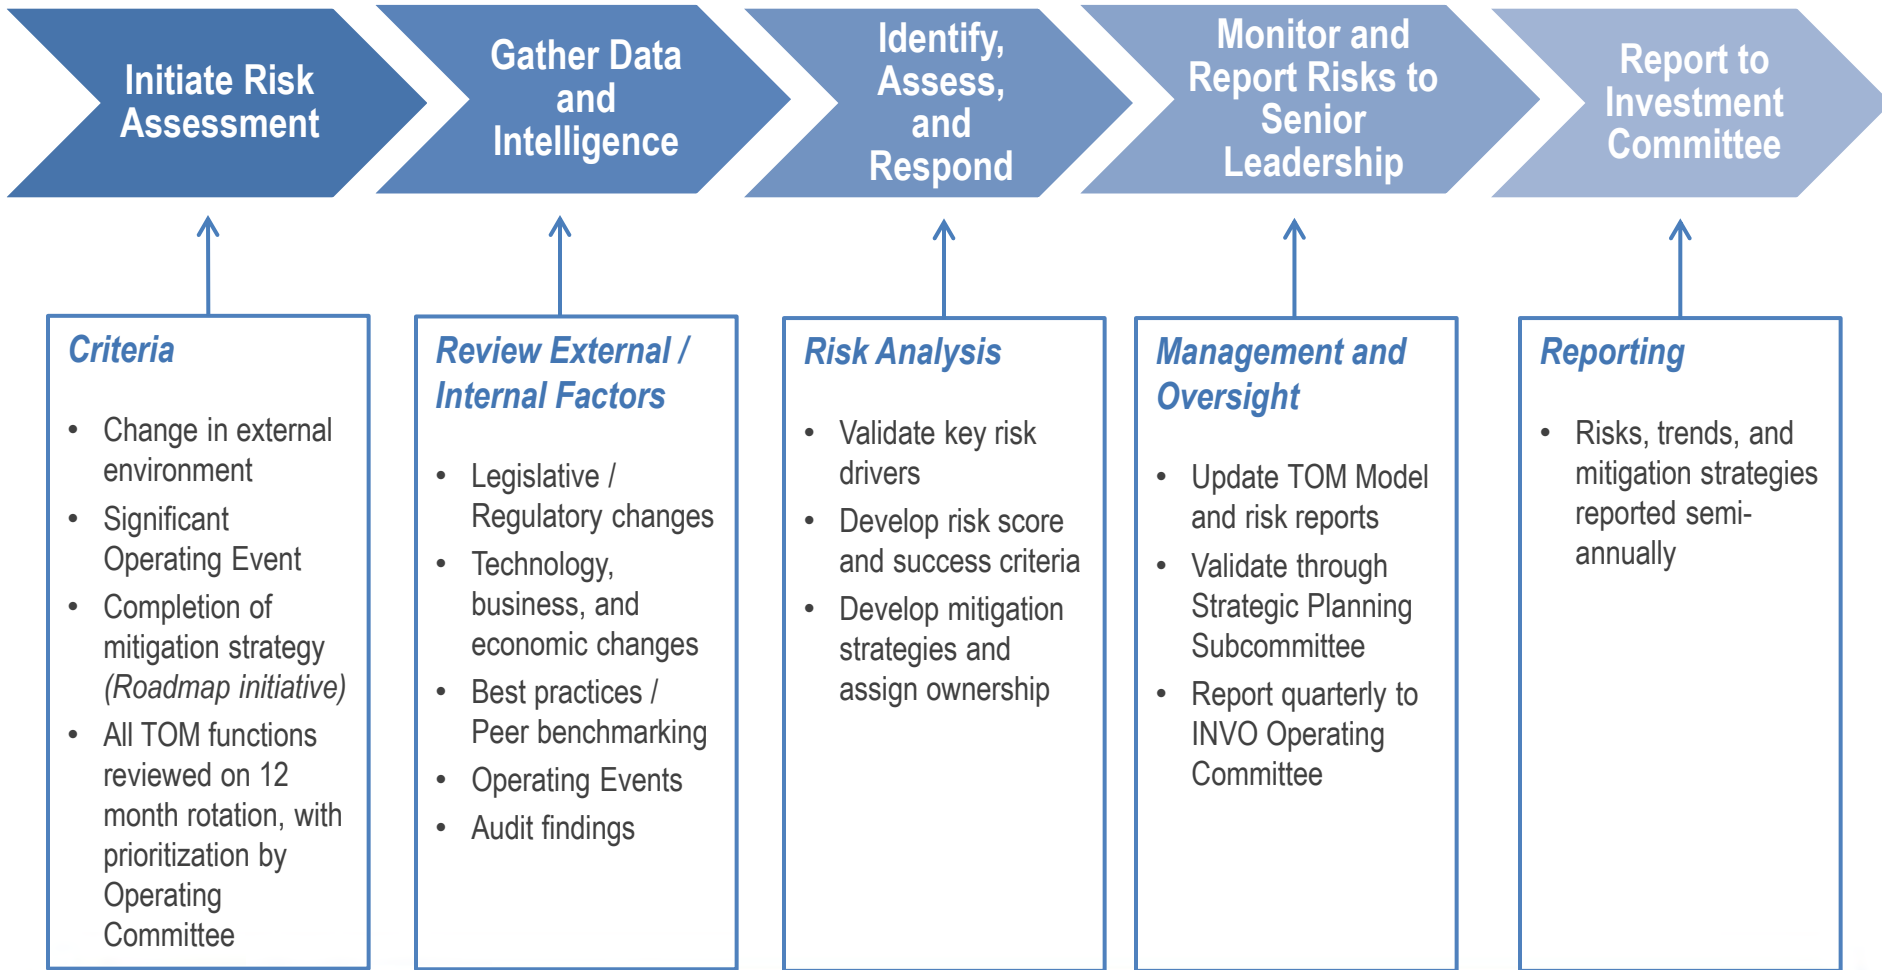 Initiate Risk
Assessment
Gather Data
and
Intelligence
Identify,
Assess,
and
Respond
Monitor and
Report Risks to
Senior
Leadership
Report to
Investment
Committee
Criteria
• Change in external
environment
• Significant
Operating Event
• Completion of
mitigation strategy
(Roadmap initiative)
• All TOM functions
reviewed on 12
month rotation, with
prioritization by
Operating
Committee
Review External /
Internal Factors
• Legislative /
Regulatory changes
• Technology,
business, and
economic changes
• Best practices /
Peer benchmarking
• Operating Events
• Audit findings
Risk Analysis
• Validate key risk
drivers
• Develop risk score
and success criteria
• Develop mitigation
strategies and
assign ownership
Management and
Oversight
• Update TOM Model
and risk reports
• Validate through
Strategic Planning
Subcommittee
• Report quarterly to
INVO Operating
Committee
Reporting
• Risks, trends, and
mitigation strategies
reported semi-
annually